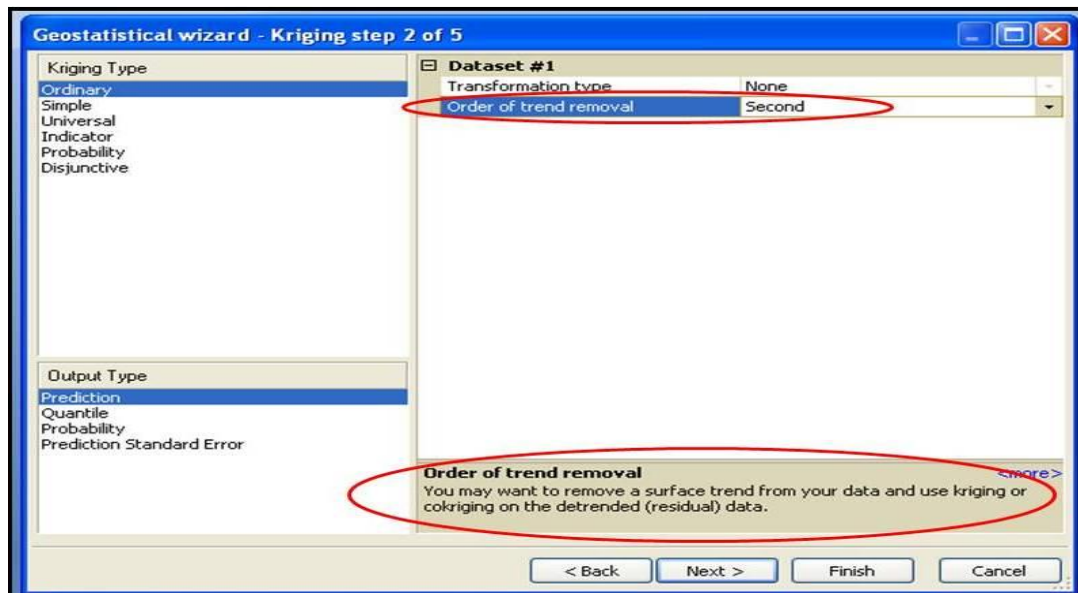 Geostatistical wizard - Kriging step 2 of 5
Kriging Type
Ordinary
Simple
Universal
Indicator
Probability
Disjunctive
Output Type
Prediction
Quantile
Probability
Prediction Standard Error
Dataset #1
Transformation type None
Order of trend removal Second
Order of trend removal <more>
You may want to remove a surface trend from your data and use kriging or
cokriging on the detrended (residual) data.
< Back Next > Finish Cancel